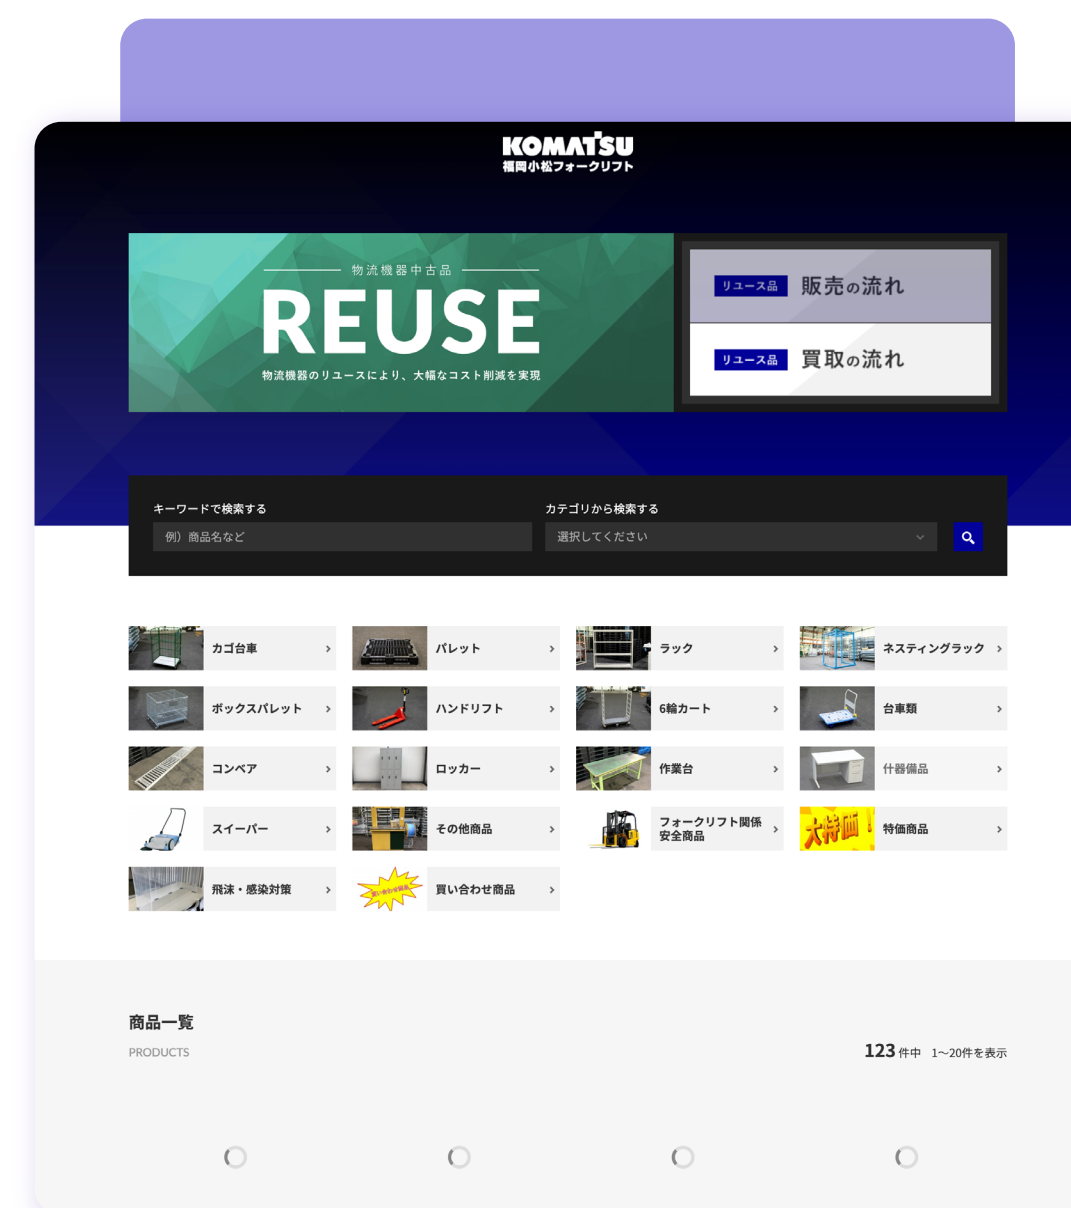 KOMATSU
福岡小松フォークリフト
物流機器中古品
REUSE
物流機器のリユースにより、大幅なコスト削減を実現
リユース品 販売の流れ
リユース品 買取の流れ
キーワードで検索する
カテゴリから検索する
例）商品名など
選択してください
カゴ台車
パレット
ラック
ネスティングラック
ボックスパレット
ハンドリフト
6輪カート
台車類
コンベア
ロッカー
作業台
什器備品
スイーパー
その他商品
フォークリフト関係
安全商品
大特価！
特価商品
飛沫・感染対策
買い合わせ商品
買い合わせ商品
商品一覧
PRODUCTS
123 件中 1〜20件を表示